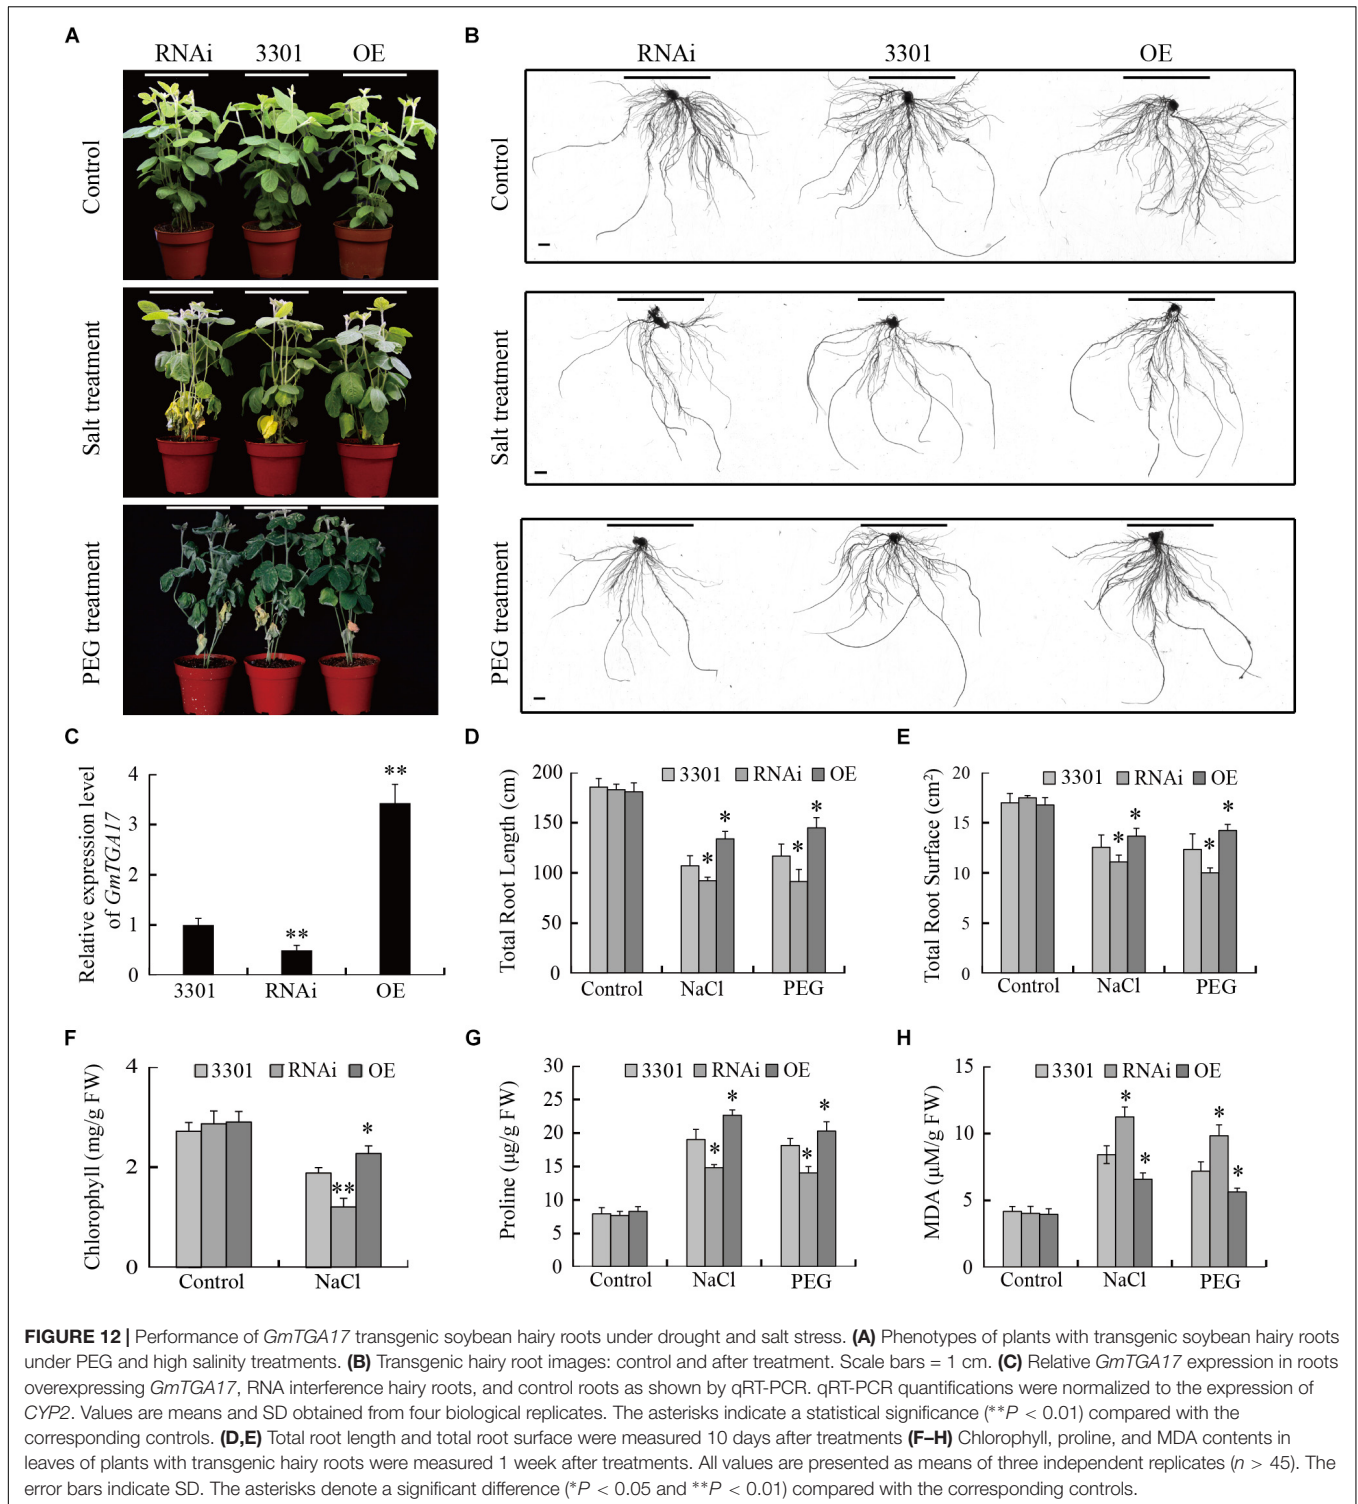 A
RNAi 3301 OE
Control
Salt treatment
PEG treatment
B
RNAi 3301 OE
Control
Salt treatment
PEG treatment
C
Relative expression level
of GmTGA17
4
3
2
1
0
**
**
3301 RNAi OE
D
Total Root Length (cm)
200
150
100
50
0
3301 RNAi OE
*
*
*
*
Control NaCl PEG
E
Total Root Surface (cm²)
20
15
10
5
0
3301 RNAi OE
*
*
*
*
Control NaCl PEG
F
Chlorophyll (mg/g FW)
4
2
0
3301 RNAi OE
**
*
Control NaCl
G
Proline (μg/g FW)
30
25
20
15
10
5
0
3301 RNAi OE
*
*
*
*
Control NaCl PEG
H
MDA (μM/g FW)
15
10
5
0
3301 RNAi OE
*
*
*
*
Control NaCl PEG
FIGURE 12 | Performance of GmTGA17 transgenic soybean hairy roots under drought and salt stress. (A) Phenotypes of plants with transgenic soybean hairy roots
under PEG and high salinity treatments. (B) Transgenic hairy root images: control and after treatment. Scale bars = 1 cm. (C) Relative GmTGA17 expression in roots
overexpressing GmTGA17, RNA interference hairy roots, and control roots as shown by qRT-PCR. qRT-PCR quantifications were normalized to the expression of
CYP2. Values are means and SD obtained from four biological replicates. The asterisks indicate a statistical significance (**P < 0.01) compared with the
corresponding controls. (D,E) Total root length and total root surface were measured 10 days after treatments (F–H) Chlorophyll, proline, and MDA contents in
leaves of plants with transgenic hairy roots were measured 1 week after treatments. All values are presented as means of three independent replicates (n > 45). The
error bars indicate SD. The asterisks denote a significant difference (*P < 0.05 and **P < 0.01) compared with the corresponding controls.